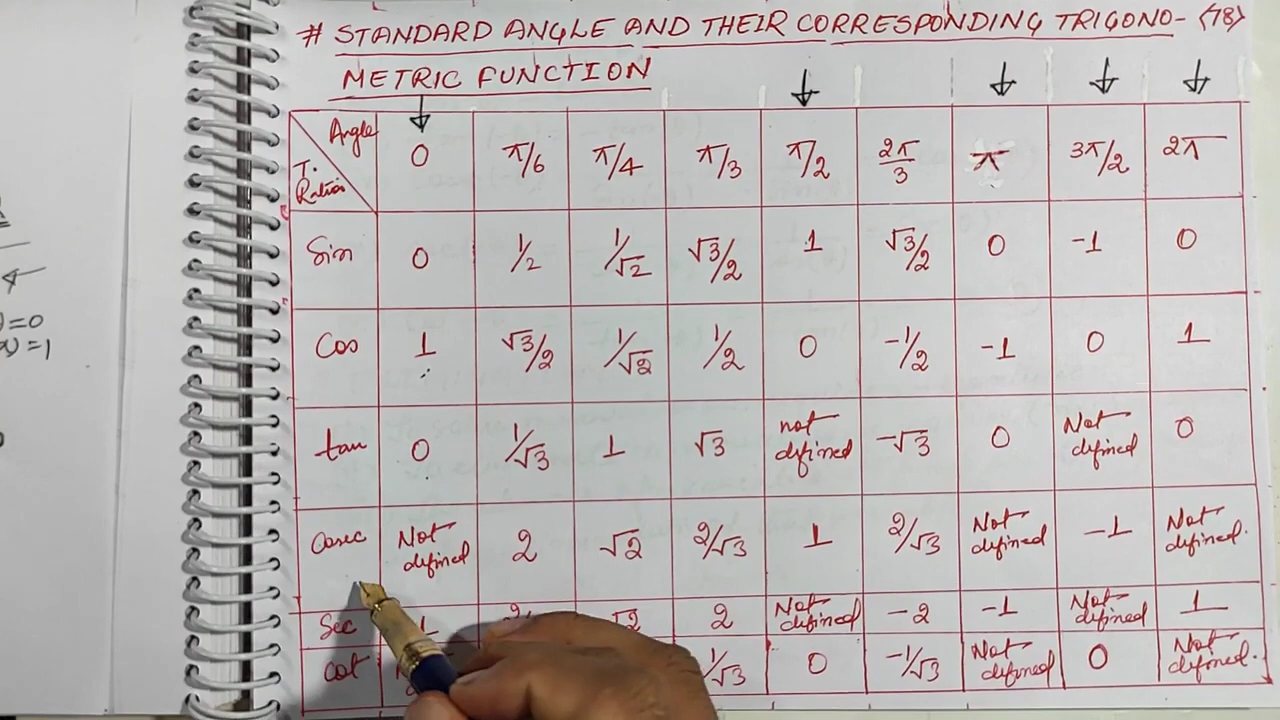 # STANDARD ANGLE AND THEIR CORRESPONDING TRIGONO- <78>
METRIC FUNCTION
Angle
T. Ratios 0 π/6 π/4 π/3 π/2 2π/3 π 3π/2 2π
Sin 0 1/2 1/√2 √3/2 1 √3/2 0 -1 0
Cos 1 √3/2 1/√2 1/2 0 -1/2 -1 0 1
tan 0 1/√3 1 √3 not defined -√3 0 Not defined 0
Cosec Not defined 2 √2 2/√3 1 2/√3 Not defined -1 Not defined.
Sec 1 √2 2 Not defined -2 -1 Not defined 1
Cot 1/√3 0 -1/√3 Not defined 0 Not defined.
)=0
x)=1